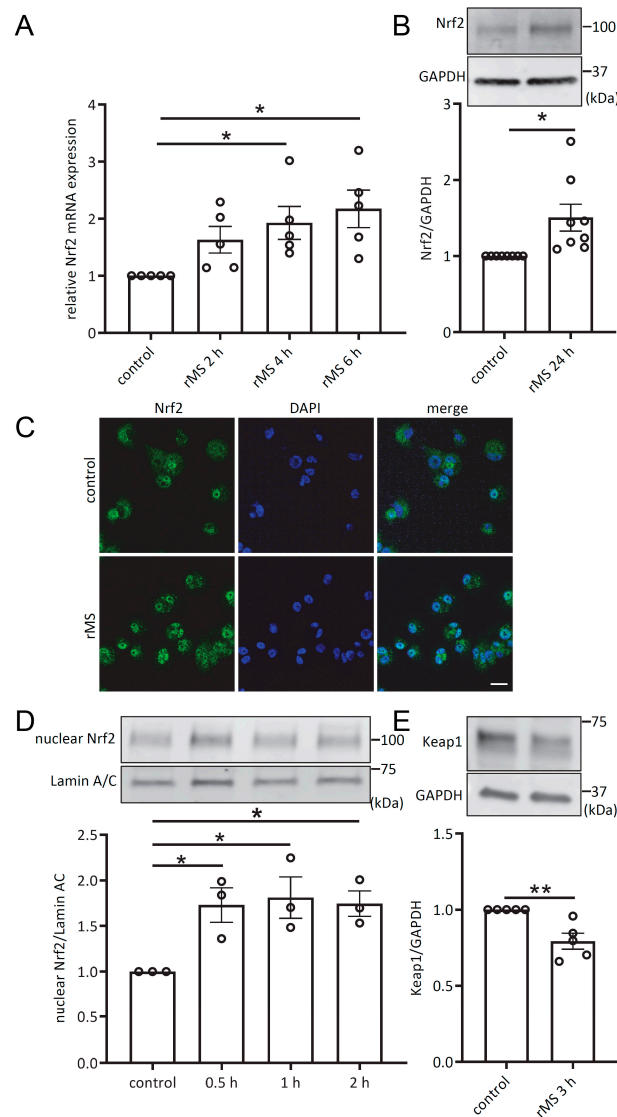 A
relative Nrf2 mRNA expression
4
3
2
1
0
*
*
control
rMS 2 h
rMS 4 h
rMS 6 h
B
Nrf2
100
GAPDH
37
(kDa)
Nrf2/GAPDH
3
2
1
0
*
control
rMS 24 h
C
Nrf2
DAPI
merge
control
rMS
D
nuclear Nrf2
100
Lamin A/C
75
(kDa)
nuclear Nrf2/Lamin AC
2.5
2.0
1.5
1.0
0.5
0.0
*
*
*
control
0.5 h
1 h
2 h
E
Keap1
75
GAPDH
37
(kDa)
Keap1/GAPDH
1.5
1.0
0.5
0.0
**
control
rMS 3 h